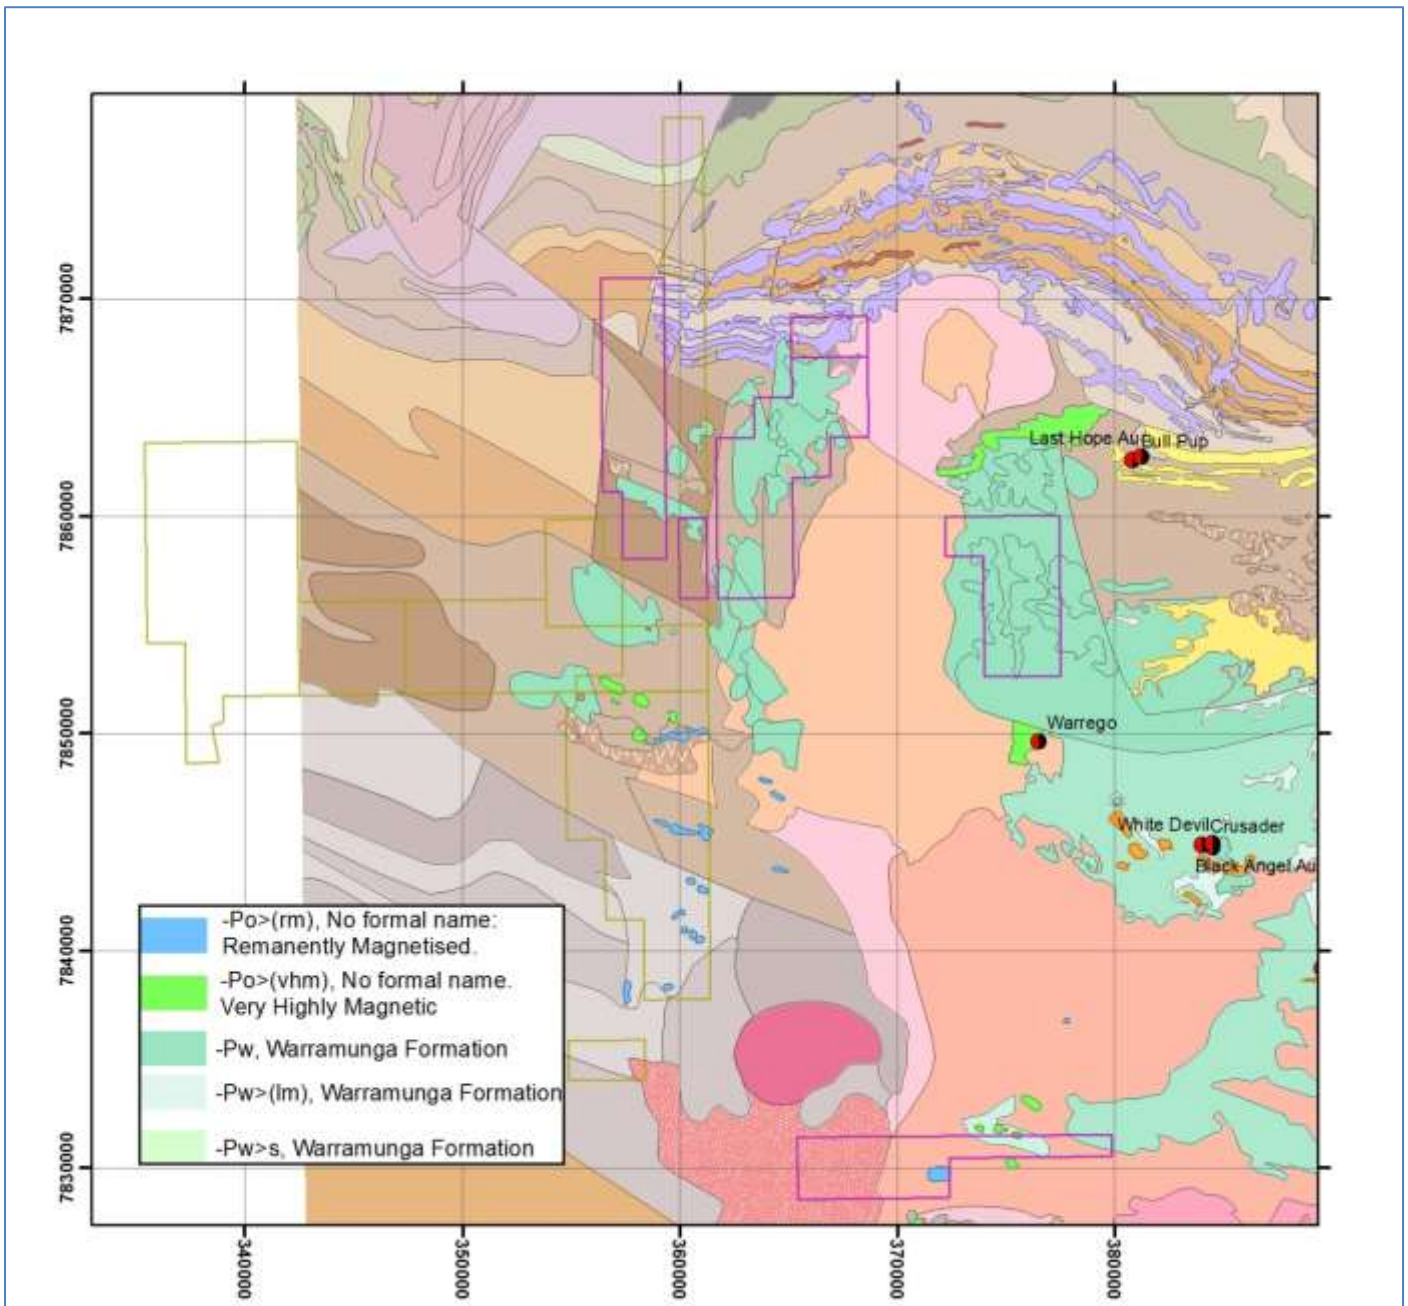 7870000
7860000
7850000
7840000
7830000
Last Hope Au
Bull Pup
Warrego
White Devil
Crusader
Black Angel Au
-Po>(rm), No formal name:
Remanently Magnetised.
-Po>(vhm), No formal name.
Very Highly Magnetic
-Pw, Warramunga Formation
-Pw>(lm), Warramunga Formation
-Pw>s, Warramunga Formation
340000
350000
360000
370000
380000